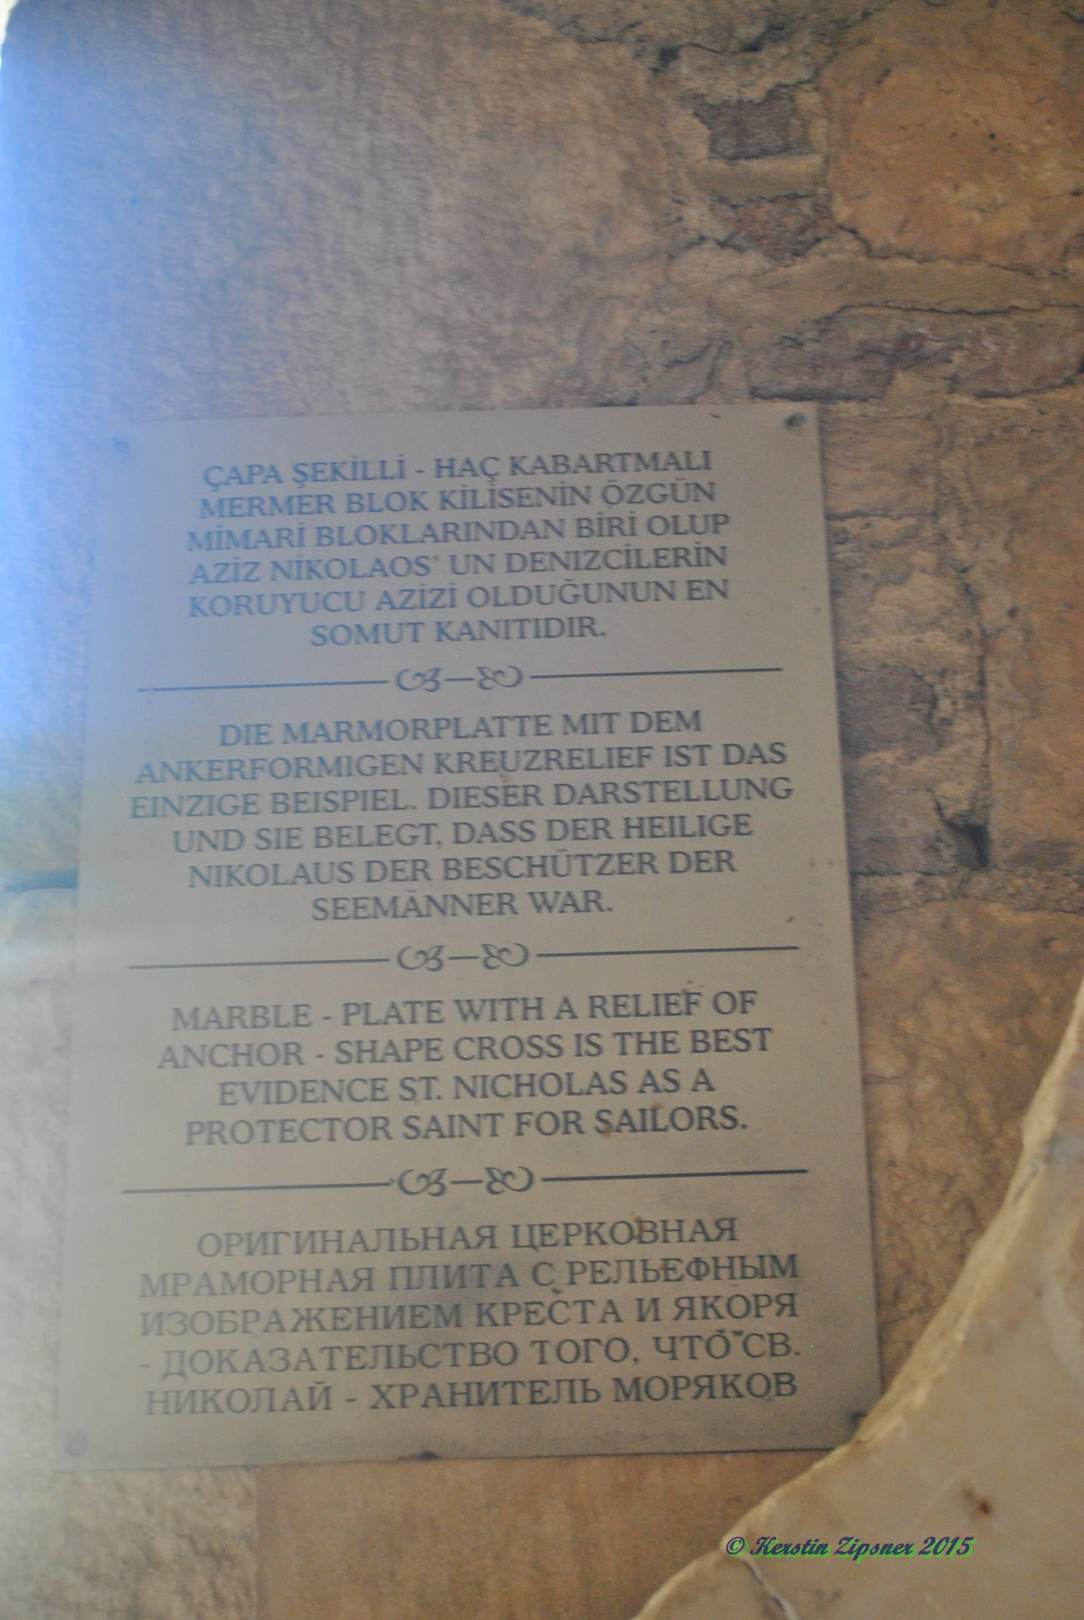 ÇAPA ŞEKİLLİ - HAÇ KABARTMALI
MERMER BLOK KİLİSENİN ÖZGÜN
MİMARİ BLOKLARINDAN BİRİ OLUP
AZİZ NİKOLAOS' UN DENIZCİLERİN
KORUYUCU AZİZİ OLDUĞUNUN EN
SOMUT KANITIDIR.
DIE MARMORPLATTE MIT DEM
ANKERFORMIGEN KREUZRELIEF IST DAS
EINZIGE BEISPIEL. DIESER DARSTELLUNG
UND SIE BELEGT, DASS DER HEILIGE
NIKOLAUS DER BESCHÜTZER DER
SEEMÄNNER WAR.
MARBLE - PLATE WITH A RELIEF OF
ANCHOR - SHAPE CROSS IS THE BEST
EVIDENCE ST. NICHOLAS AS A
PROTECTOR SAINT FOR SAILORS.
ОРИГИНАЛЬНАЯ ЦЕРКОВНАЯ
МРАМОРНАЯ ПЛИТА С РЕЛЬЕФНЫМ
ИЗОБРАЖЕНИЕМ КРЕСТА И ЯКОРЯ
- ДОКАЗАТЕЛЬСТВО ТОГО, ЧТО СВ.
НИКОЛАЙ - ХРАНИТЕЛЬ МОРЯКОВ
© Kerstin Zipsner 2015